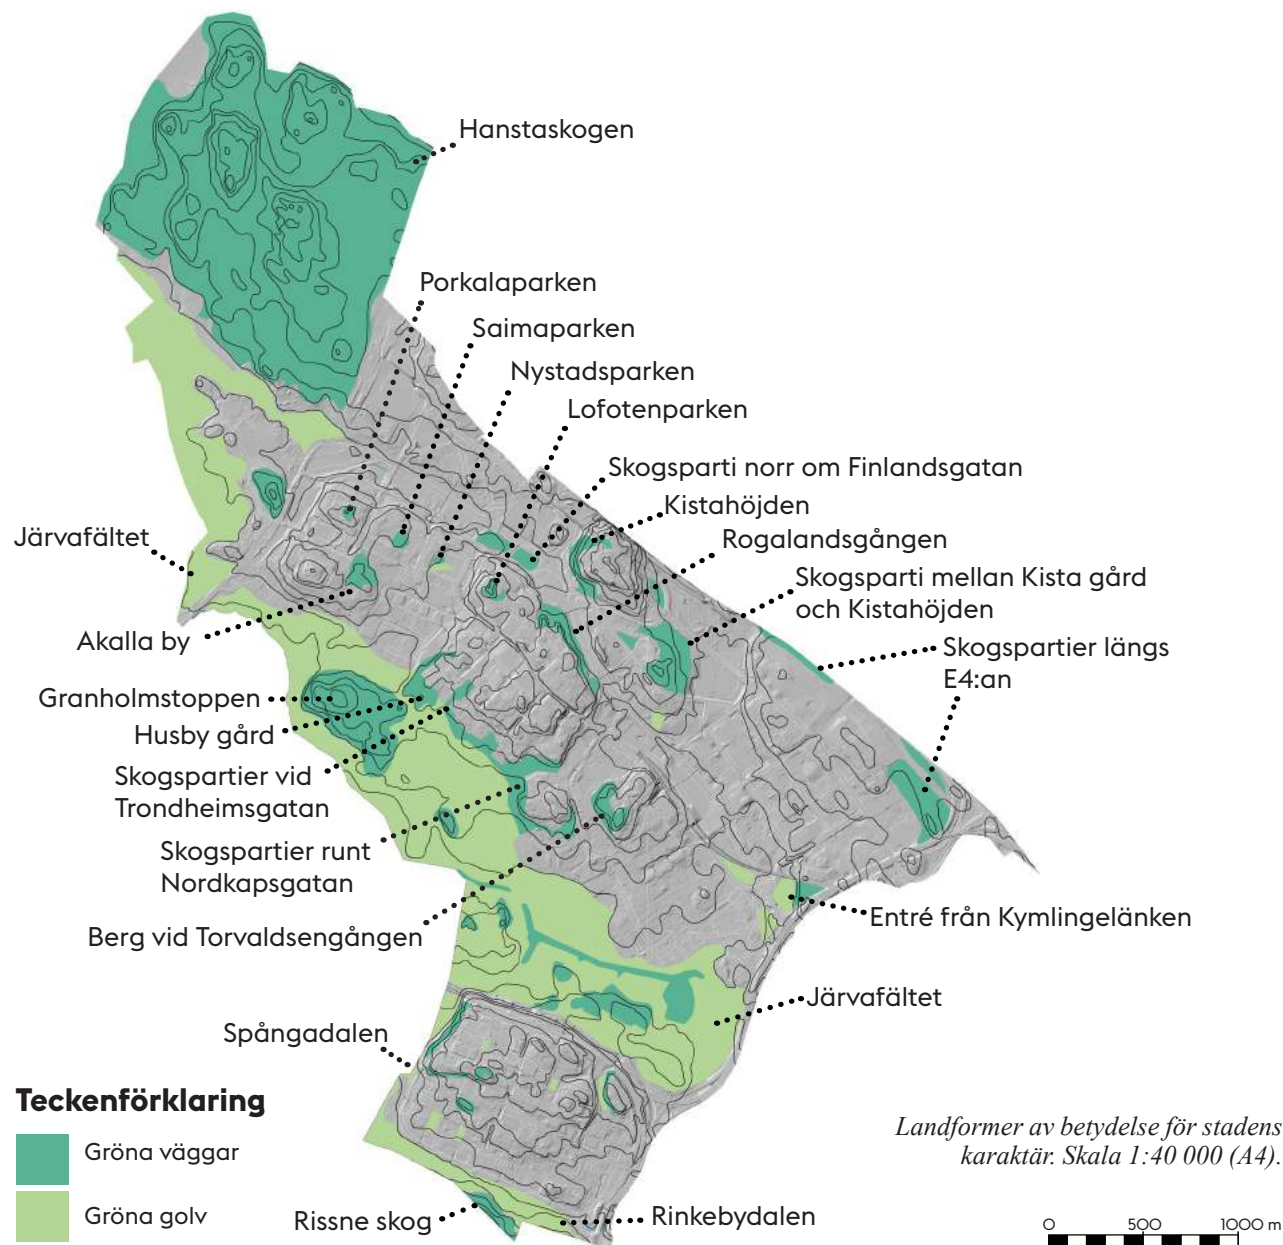 Hanstaskogen
Porkalaparken
Saimaparken
Nystadsparken
Lofotenparken
Skogsparti norr om Finlandsgatan
Kistahöjden
Rogalandsgången
Skogsparti mellan Kista gård
och Kistahöjden
Skogspartier längs
E4:an
Järvafältet
Akalla by
Granholmstoppen
Husby gård
Skogspartier vid
Trondheimsgatan
Skogspartier runt
Nordkapsgatan
Berg vid Torvaldsengången
Entré från Kymlingelänken
Järvafältet
Spångadalen
Teckenförklaring
Gröna väggar
Gröna golv
Rissne skog
Rinkebydalen
Landformer av betydelse för stadens
karaktär. Skala 1:40 000 (A4).
0 500 1000 m